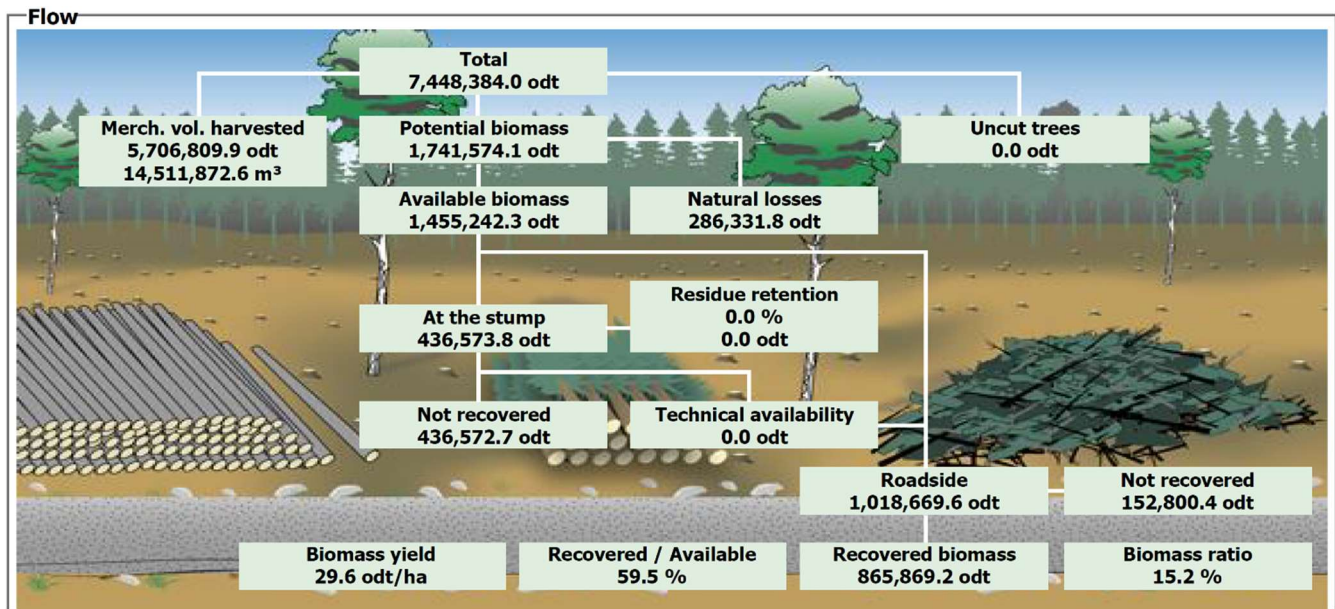 Flow
Total
7,448,384.0 odt
Merch. vol. harvested
5,706,809.9 odt
14,511,872.6 m³
Potential biomass
1,741,574.1 odt
Uncut trees
0.0 odt
Available biomass
1,455,242.3 odt
Natural losses
286,331.8 odt
At the stump
436,573.8 odt
Residue retention
0.0 %
0.0 odt
Not recovered
436,572.7 odt
Technical availability
0.0 odt
Roadside
1,018,669.6 odt
Not recovered
152,800.4 odt
Biomass yield
29.6 odt/ha
Recovered / Available
59.5 %
Recovered biomass
865,869.2 odt
Biomass ratio
15.2 %